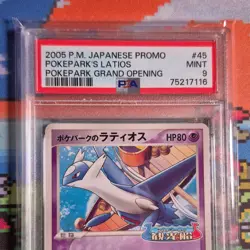 2005 P.M. JAPANESE PROMO #45
POKEPARK'S LATIOS MINT
POKEPARK GRAND OPENING 9
PSA 75217116
ポケパークのラティオス HP80